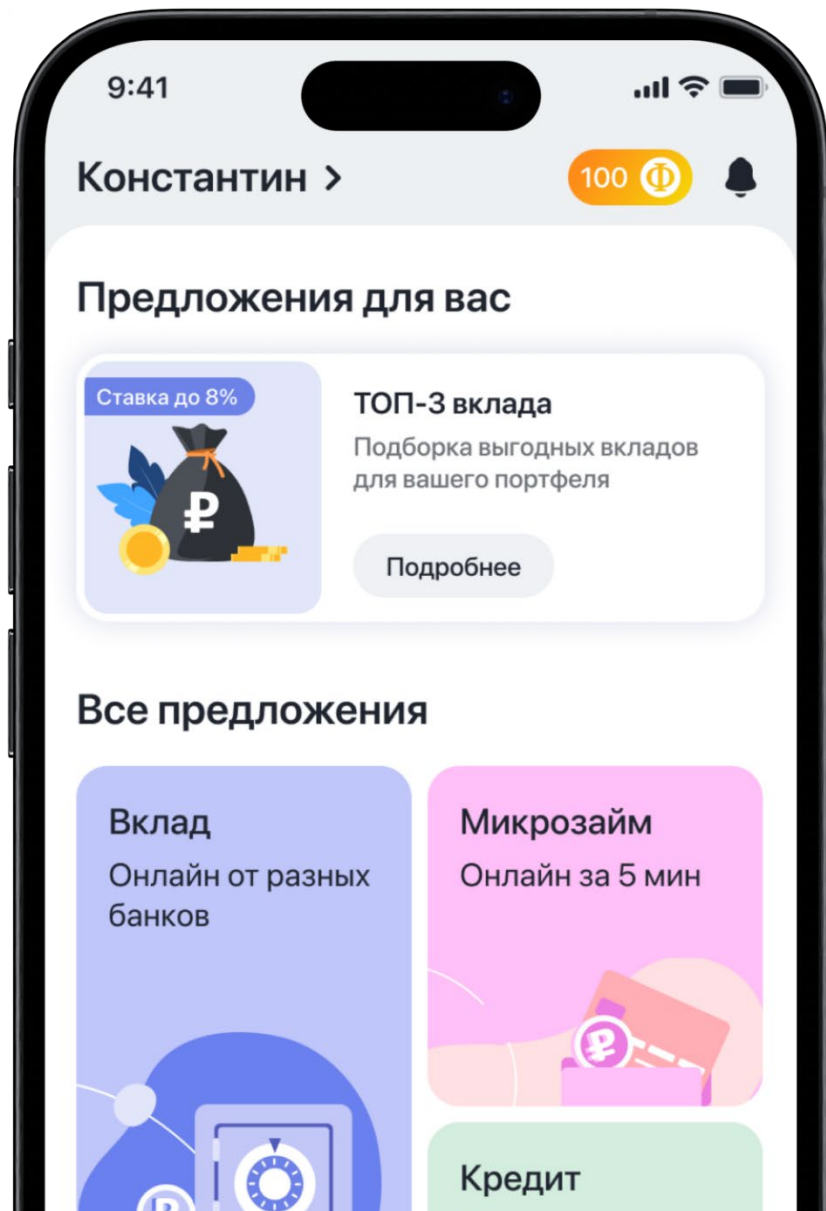 9:41
Константин >
100 Ф
Предложения для вас
Ставка до 8%
ТОП-3 вклада
Подборка выгодных вкладов
для вашего портфеля
₽
Подробнее
Все предложения
Вклад
Онлайн от разных
банков
Микрозайм
Онлайн за 5 мин
₽
Кредит
₽